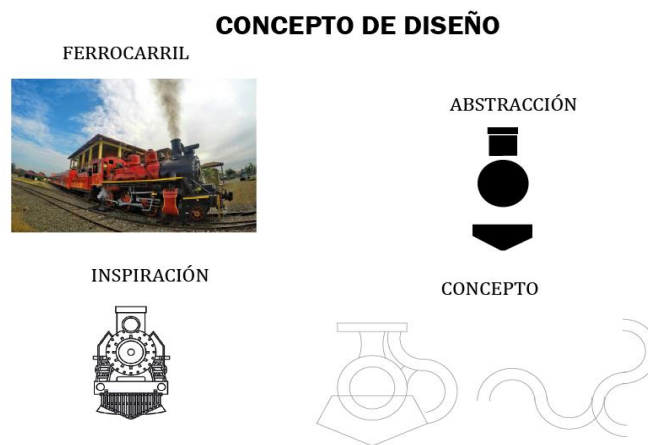 CONCEPTO DE DISEÑO
FERROCARRIL
ABSTRACCIÓN
INSPIRACIÓN
CONCEPTO